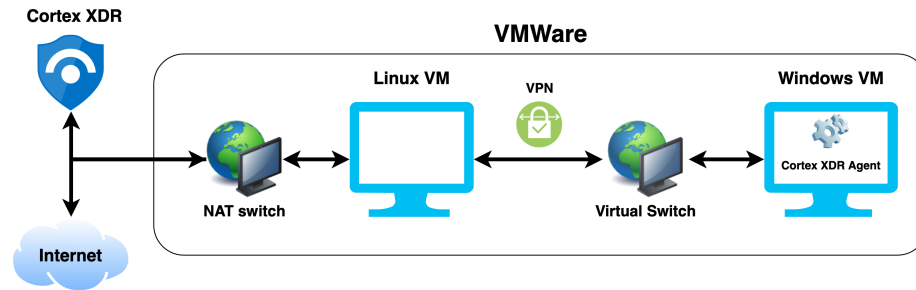 Cortex XDR
VMWare
Linux VM
VPN
Windows VM
Cortex XDR Agent
NAT switch
Virtual Switch
Internet